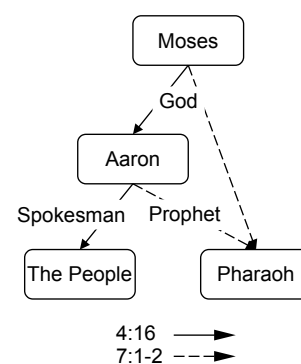 Moses
God
Aaron
Spokesman Prophet
The People Pharaoh
4:16
7:1-2